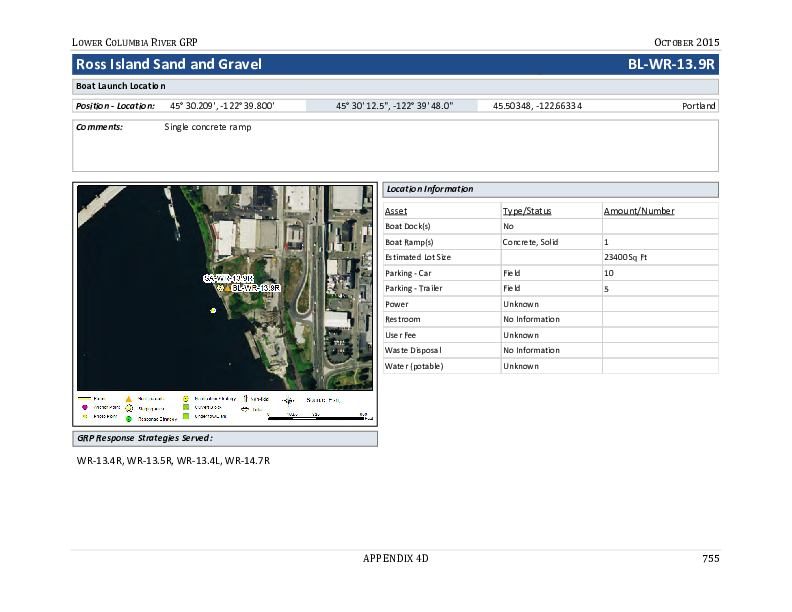 LOWER COLUMBIA RIVER GRP OCTOBER 2015
Ross Island Sand and Gravel BL-WR-13.9R
Boat Launch Location
Position - Location: 45° 30.209', -122° 39.800' 45° 30' 12.5", -122° 39' 48.0" 45.50348, -122.66334 Portland
Comments: Single concrete ramp
BL-WR-13.9R
Location Information
Asset Type/Status Amount/Number
Boat Dock(s) No
Boat Ramp(s) Concrete, Solid 1
Estimated Lot Size 23400 Sq Ft
Parking - Car Field 10
Parking - Trailer Field 5
Power Unknown
Restroom No Information
User Fee Unknown
Waste Disposal No Information
Water (potable) Unknown
GRP Response Strategies Served:
WR-13.4R, WR-13.5R, WR-13.4L, WR-14.7R
APPENDIX 4D 755